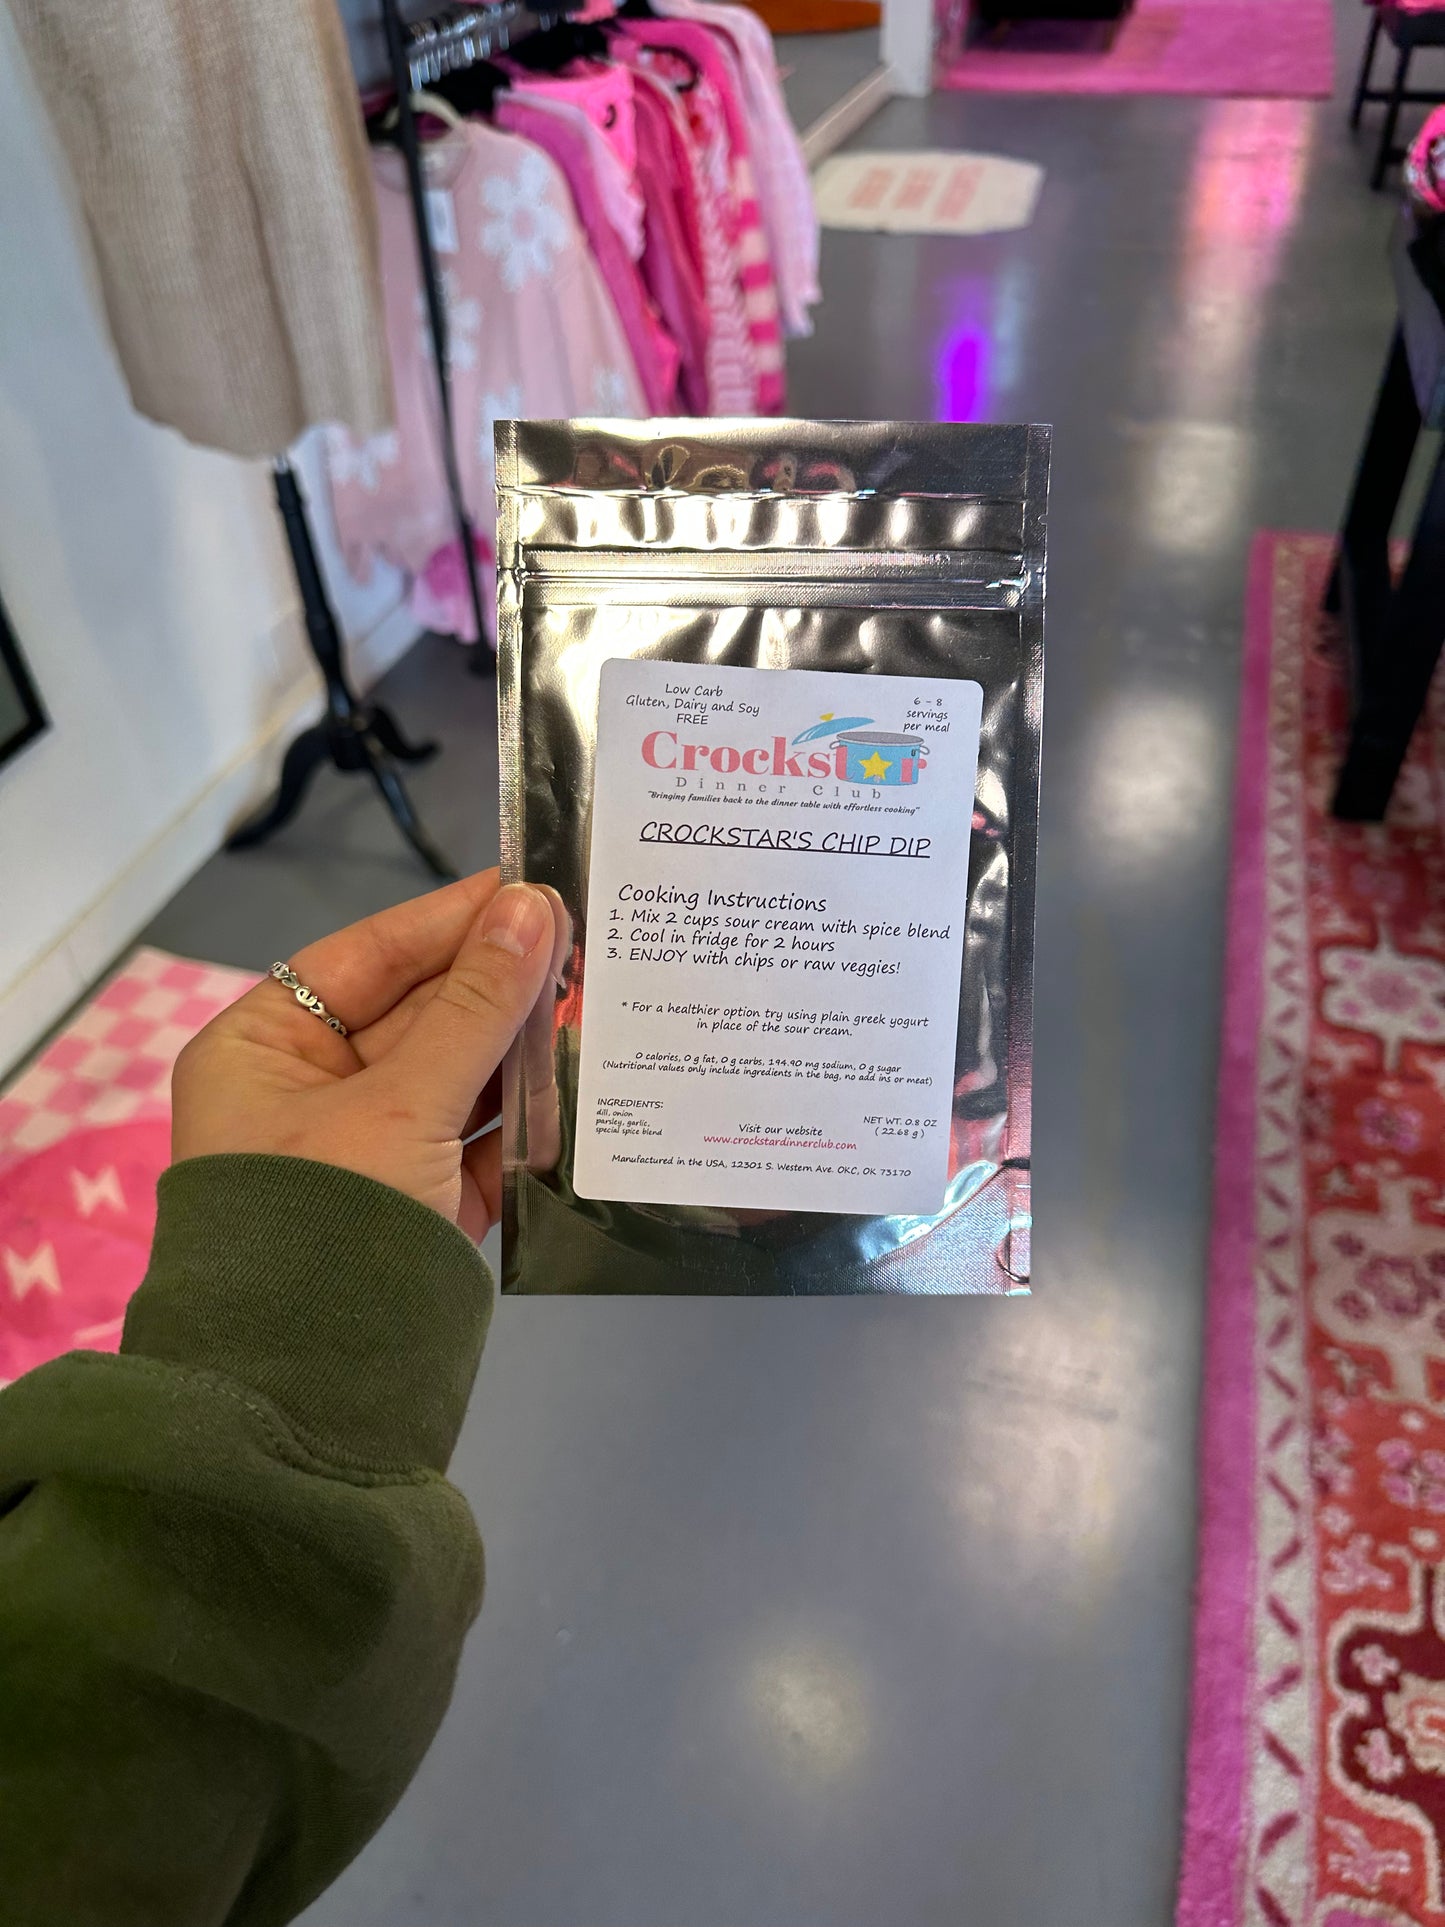 Low Carb
Gluten, Dairy and Soy
FREE
6 - 8
servings
per meal
Crockstar
Dinner Club
"Bringing families back to the dinner table with effortless cooking"
CROCKSTAR'S CHIP DIP
Cooking Instructions
1. Mix 2 cups sour cream with spice blend
2. Cool in fridge for 2 hours
3. ENJOY with chips or raw veggies!
* For a healthier option try using plain greek yogurt
in place of the sour cream.
0 calories, 0 g fat, 0 g carbs, 194.90 mg sodium, 0 g sugar
(Nutritional values only include ingredients in the bag, no add ins or meat)
INGREDIENTS:
dill, onion
parsley, garlic,
special spice blend
Visit our website
www.crockstardinnerclub.com
NET WT. 0.8 OZ
( 22.68 g )
Manufactured in the USA, 12301 S. Western Ave. OKC, OK 73170